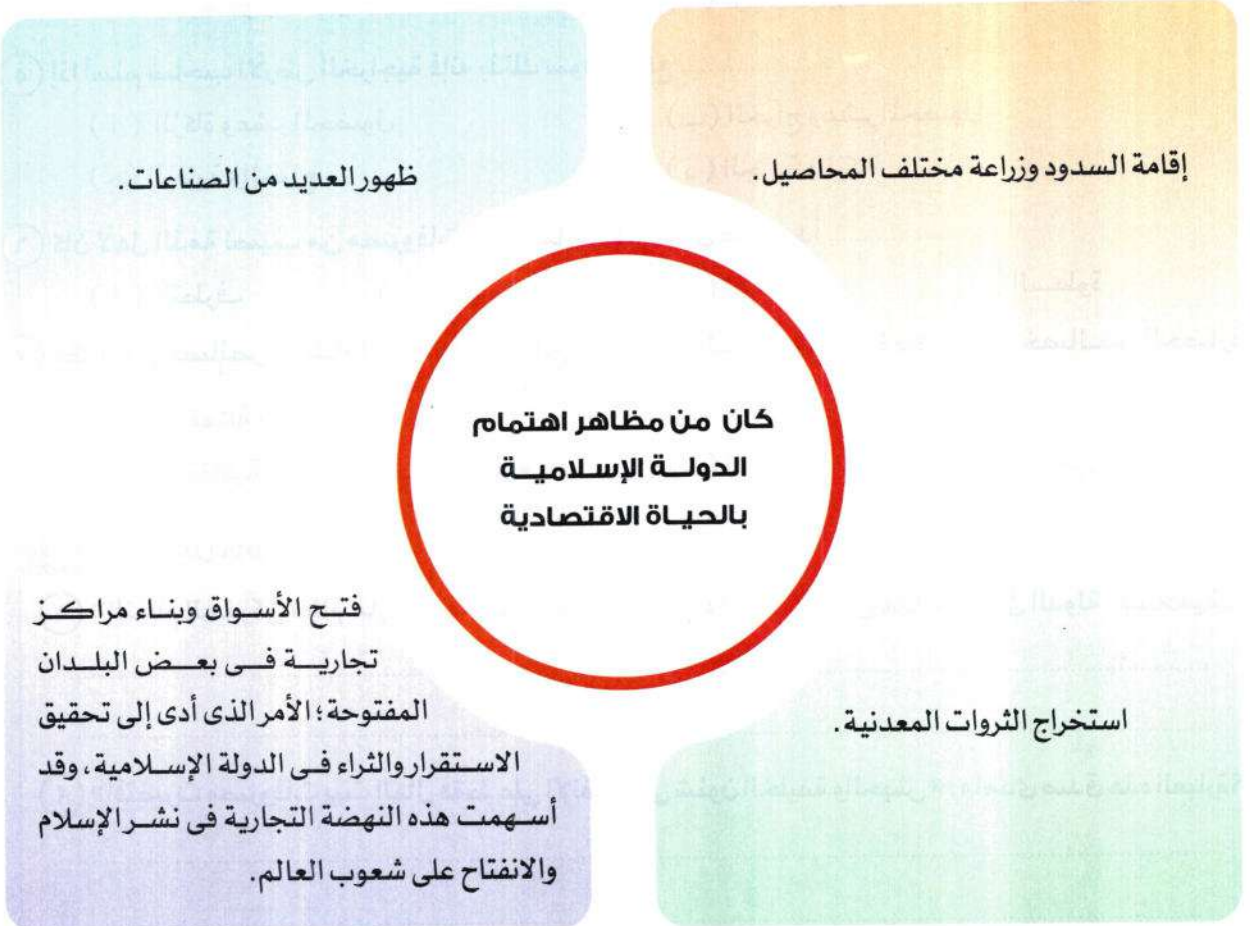 إقامة السدود وزراعة مختلف المحاصيل.
ظهور العديد من الصناعات.
كان من مظاهر اهتمام
الدولة الإسلامية
بالحياة الاقتصادية
استخراج الثروات المعدنية.
فتح الأسواق وبناء مراكز
تجارية فى بعض البلدان
المفتوحة؛ الأمر الذى أدى إلى تحقيق
الاستقرار والثراء فى الدولة الإسلامية، وقد
أسهمت هذه النهضة التجارية فى نشر الإسلام
والانفتاح على شعوب العالم.